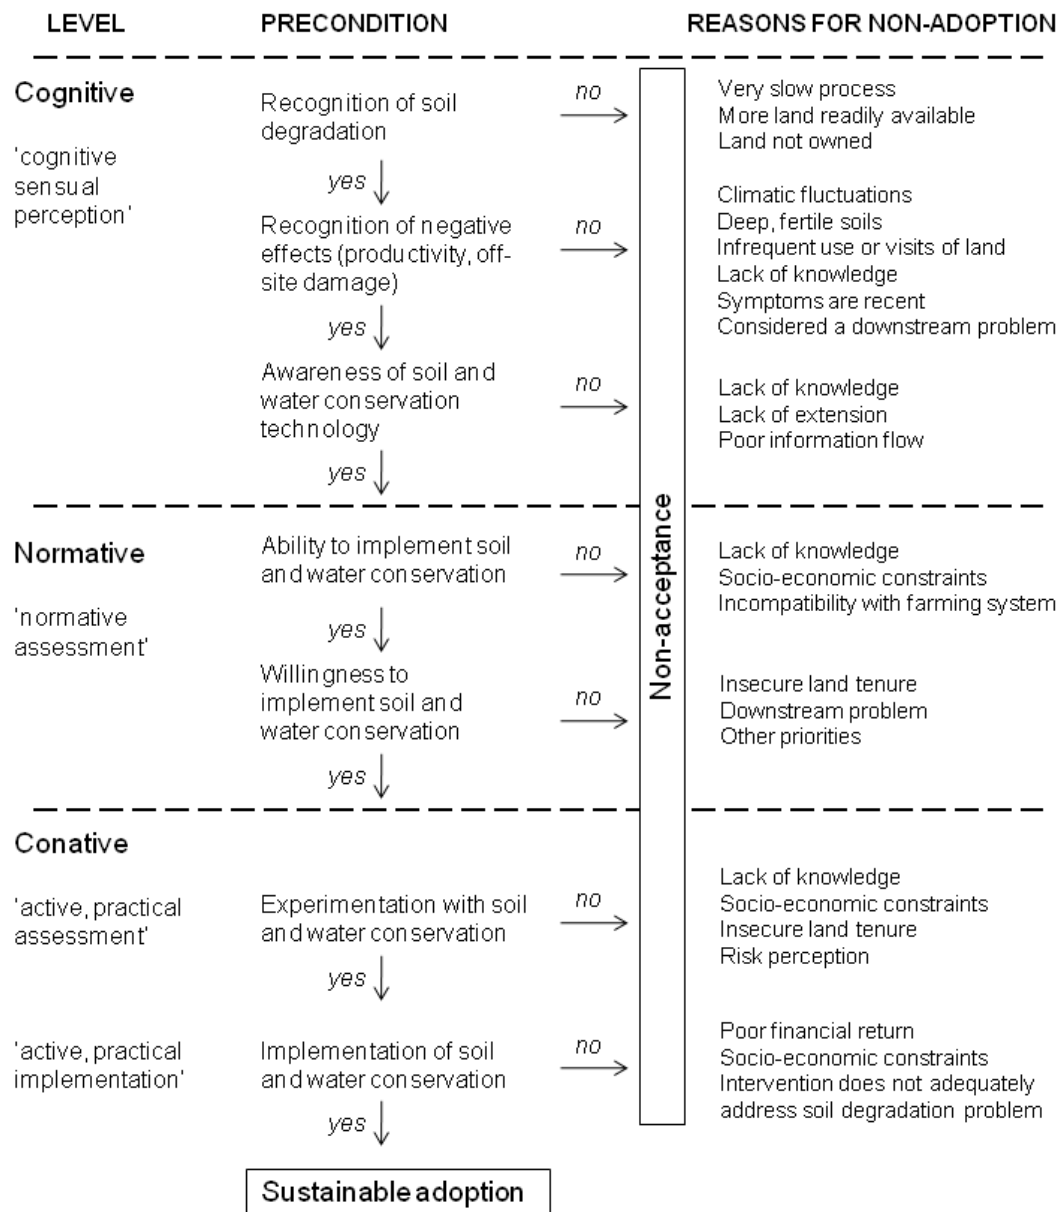 LEVEL PRECONDITION REASONS FOR NON-ADOPTION
Cognitive
'cognitive
sensual
perception'
Recognition of soil
degradation
no
Very slow process
More land readily available
Land not owned
yes
Recognition of negative
effects (productivity, off-
site damage)
no
Climatic fluctuations
Deep, fertile soils
Infrequent use or visits of land
Lack of knowledge
Symptoms are recent
Considered a downstream problem
yes
Awareness of soil and
water conservation
technology
no
Lack of knowledge
Lack of extension
Poor information flow
yes
Non-acceptance
Normative
'normative
assessment'
Ability to implement soil
and water conservation
no
Lack of knowledge
Socio-economic constraints
Incompatibility with farming system
yes
Willingness to
implement soil and
water conservation
no
Insecure land tenure
Downstream problem
Other priorities
yes
Conative
'active, practical
assessment'
Experimentation with soil
and water conservation
no
Lack of knowledge
Socio-economic constraints
Insecure land tenure
Risk perception
yes
'active, practical
implementation'
Implementation of soil
and water conservation
no
Poor financial return
Socio-economic constraints
Intervention does not adequately
address soil degradation problem
yes
Sustainable adoption